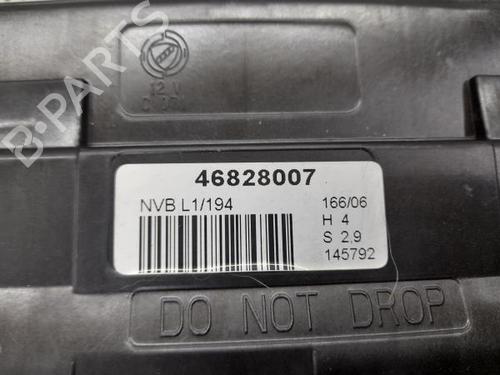 12 V
B-PARTS
46828007
NVB L1/194
166/06
H 4
S 2,9
145792
DO NOT DROP